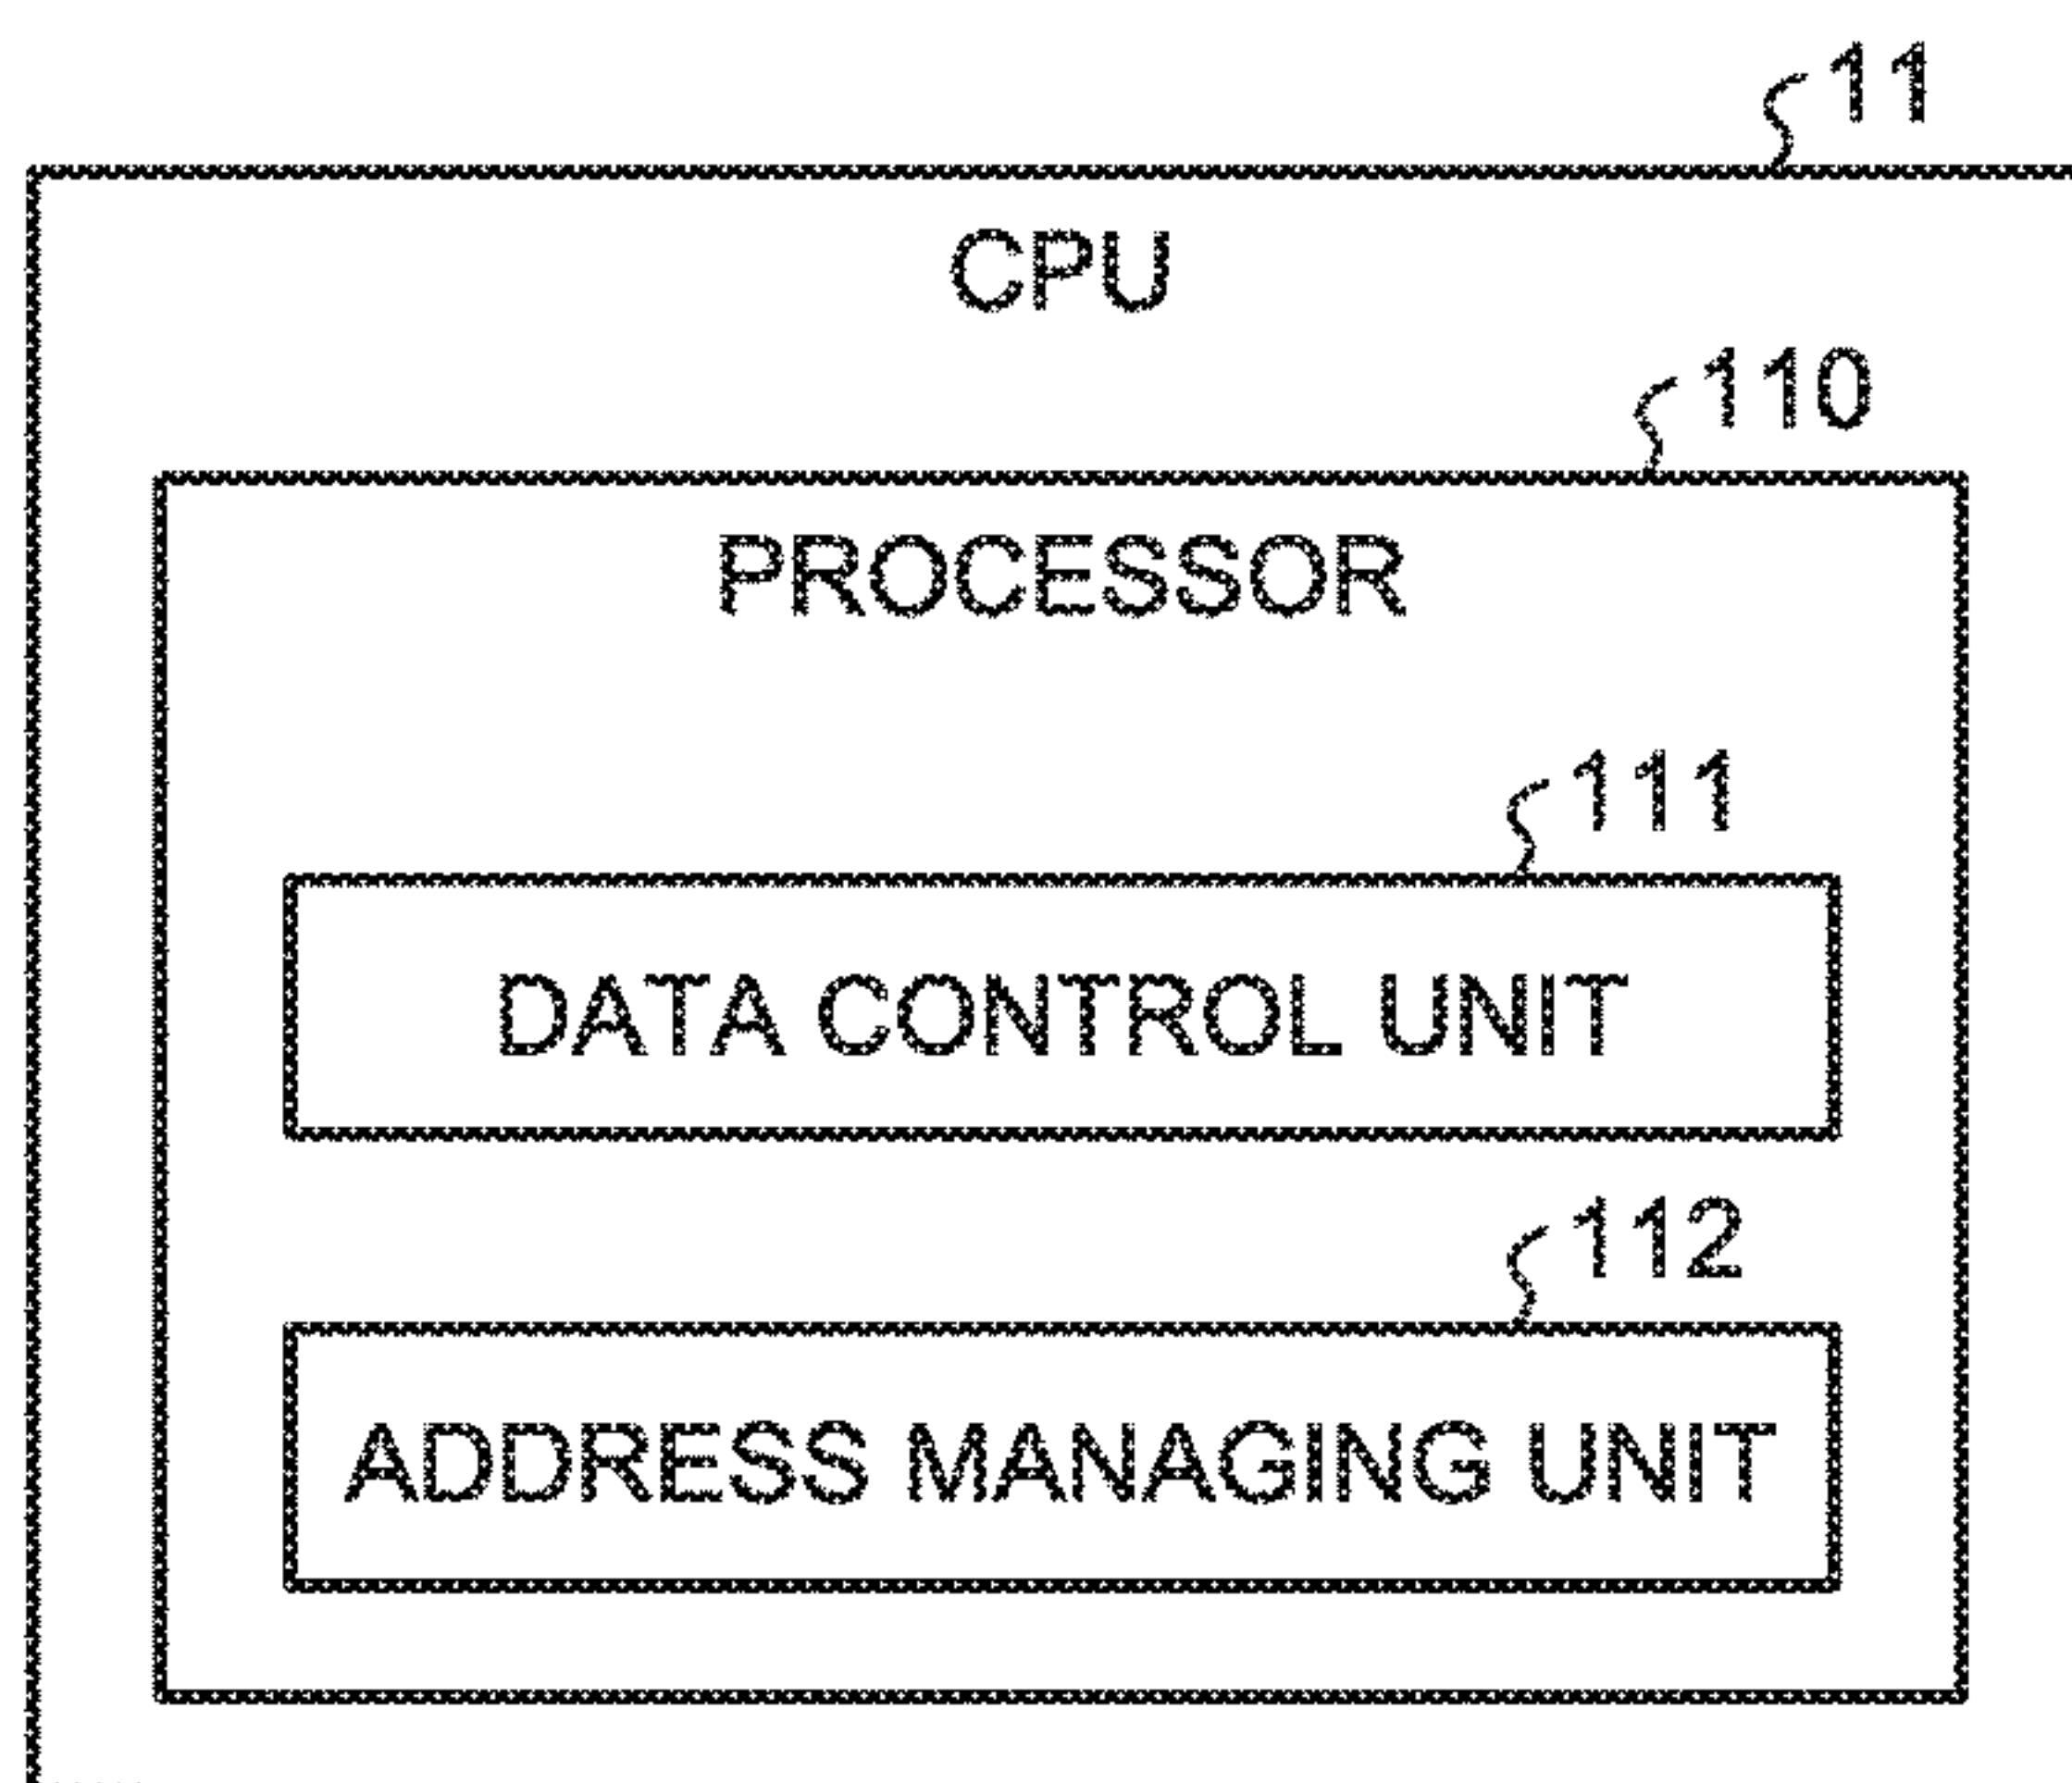 11
CPU
110
PROCESSOR
111
DATA CONTROL UNIT
112
ADDRESS MANAGING UNIT